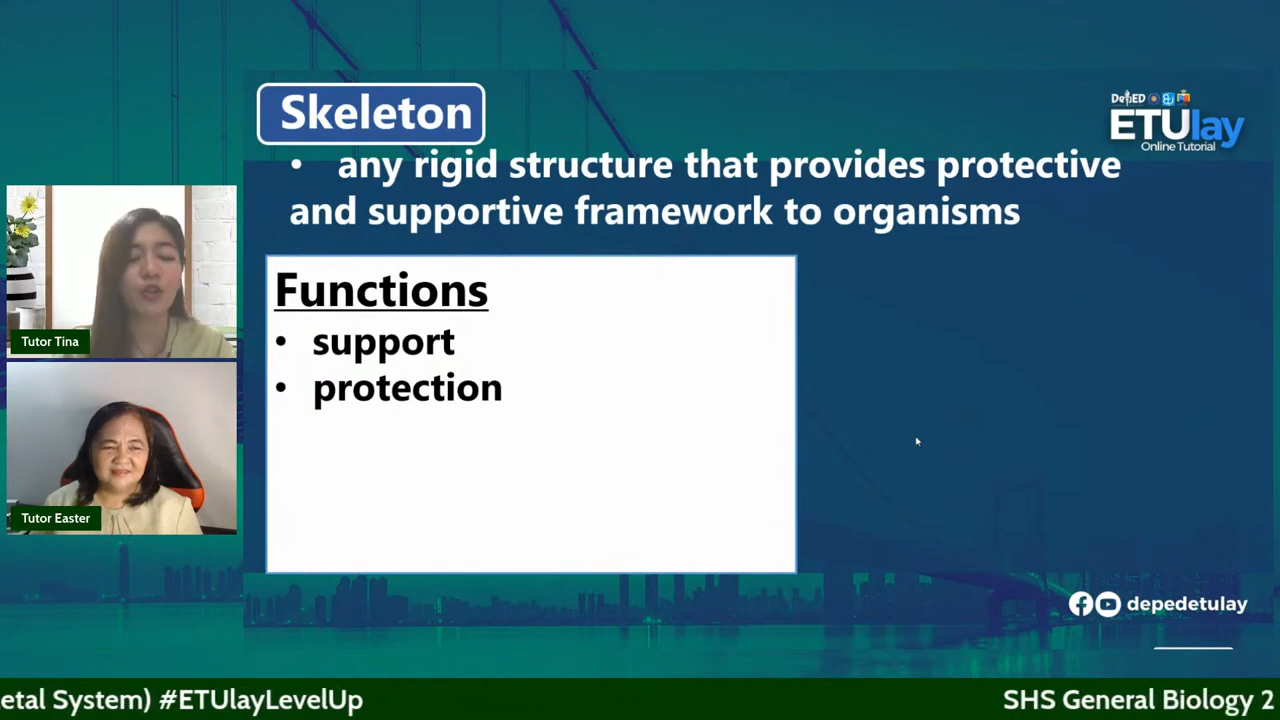 Skeleton
• any rigid structure that provides protective
and supportive framework to organisms
Functions
• support
• protection
DepED
ETUlay
Online Tutorial
Tutor Tina
Tutor Easter
depedetulay
etal System) #ETUlayLevelUp
SHS General Biology 2